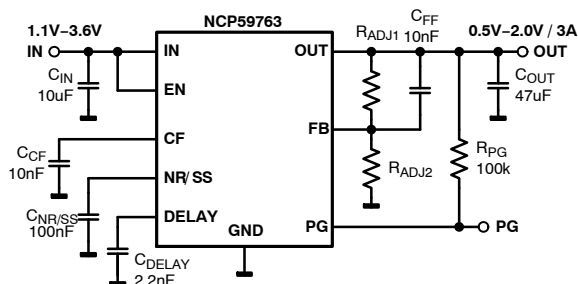 NCP59763
1.1V–3.6V
IN
CIN
10uF
IN
EN
CF
NR/SS
DELAY
GND
OUT
FB
PG
CCF
10nF
CNR/SS
100nF
CDELAY
2.2nF
RADJ1
CFF
10nF
RADJ2
0.5V–2.0V / 3A
OUT
COUT
47uF
RPG
100k
PG